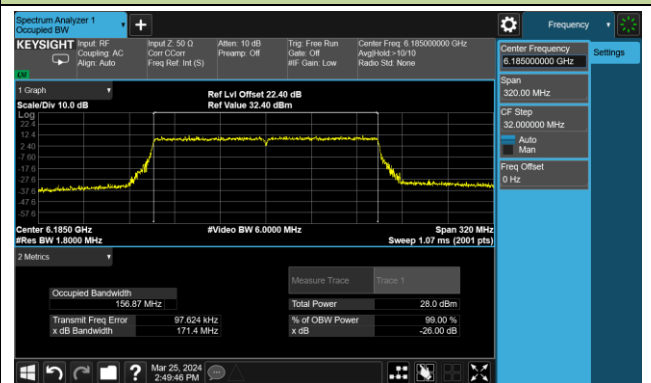 Spectrum Analyzer 1
Occupied BW
Frequency
KEYSIGHT
Input: RF
Coupling: AC
Align: Auto
Input Z: 50 Ω
Corr CCorr
Freq Ref: Int (S)
Atten: 10 dB
Preamp: Off
Trig: Free Run
Gate: Off
#IF Gain: Low
Center Freq: 6.185000000 GHz
Avg|Hold:>10/10
Radio Std: None
Center Frequency
6.185000000 GHz
Settings
Span
320.00 MHz
CF Step
32.000000 MHz
Auto
Man
Freq Offset
0 Hz
1 Graph
Scale/Div 10.0 dB
Ref Lvl Offset 22.40 dB
Ref Value 32.40 dBm
Log
22.4
12.4
2.40
-7.60
-17.6
-27.6
-37.6
-47.6
-57.6
Center 6.1850 GHz
#Video BW 6.0000 MHz
Span 320 MHz
#Res BW 1.8000 MHz
Sweep 1.07 ms (2001 pts)
2 Metrics
Measure Trace
Trace 1
Occupied Bandwidth
156.87 MHz
Total Power
28.0 dBm
Transmit Freq Error
97.624 kHz
% of OBW Power
99.00 %
x dB Bandwidth
171.4 MHz
x dB
-26.00 dB
Mar 25, 2024
2:49:46 PM